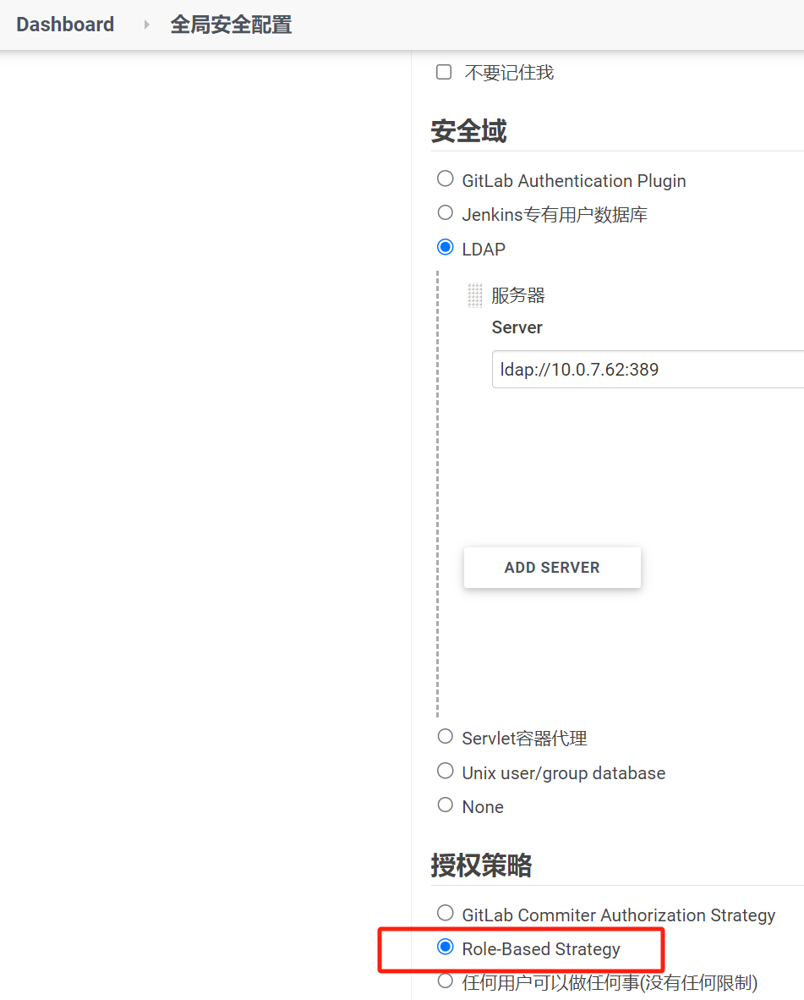 Dashboard 全局安全配置
不要记住我
安全域
GitLab Authentication Plugin
Jenkins专有用户数据库
LDAP
服务器
Server
ldap://10.0.7.62:389
ADD SERVER
Servlet容器代理
Unix user/group database
None
授权策略
GitLab Commiter Authorization Strategy
Role-Based Strategy
任何用户可以做任何事(没有任何限制)